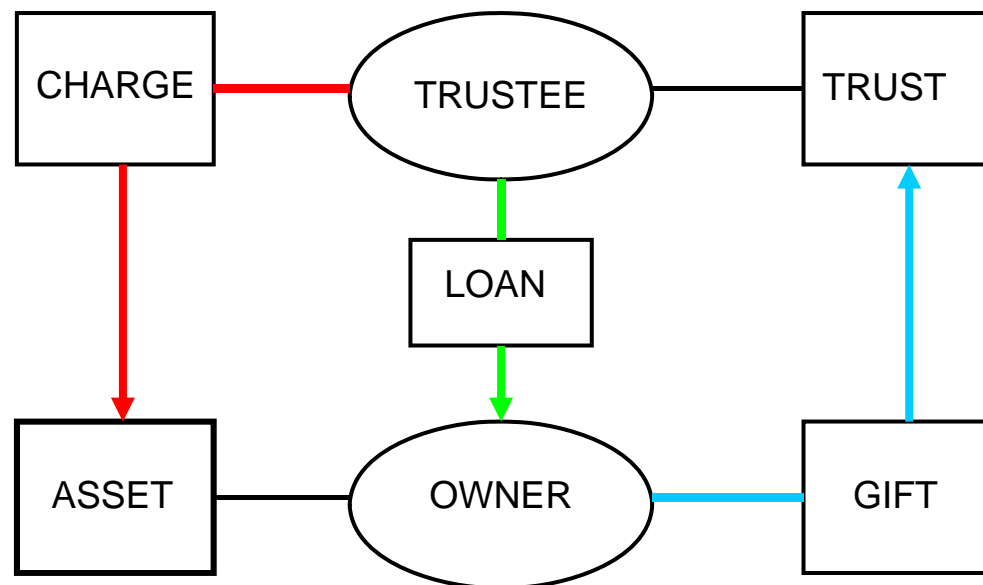 CHARGE
TRUSTEE
TRUST
LOAN
ASSET
OWNER
GIFT